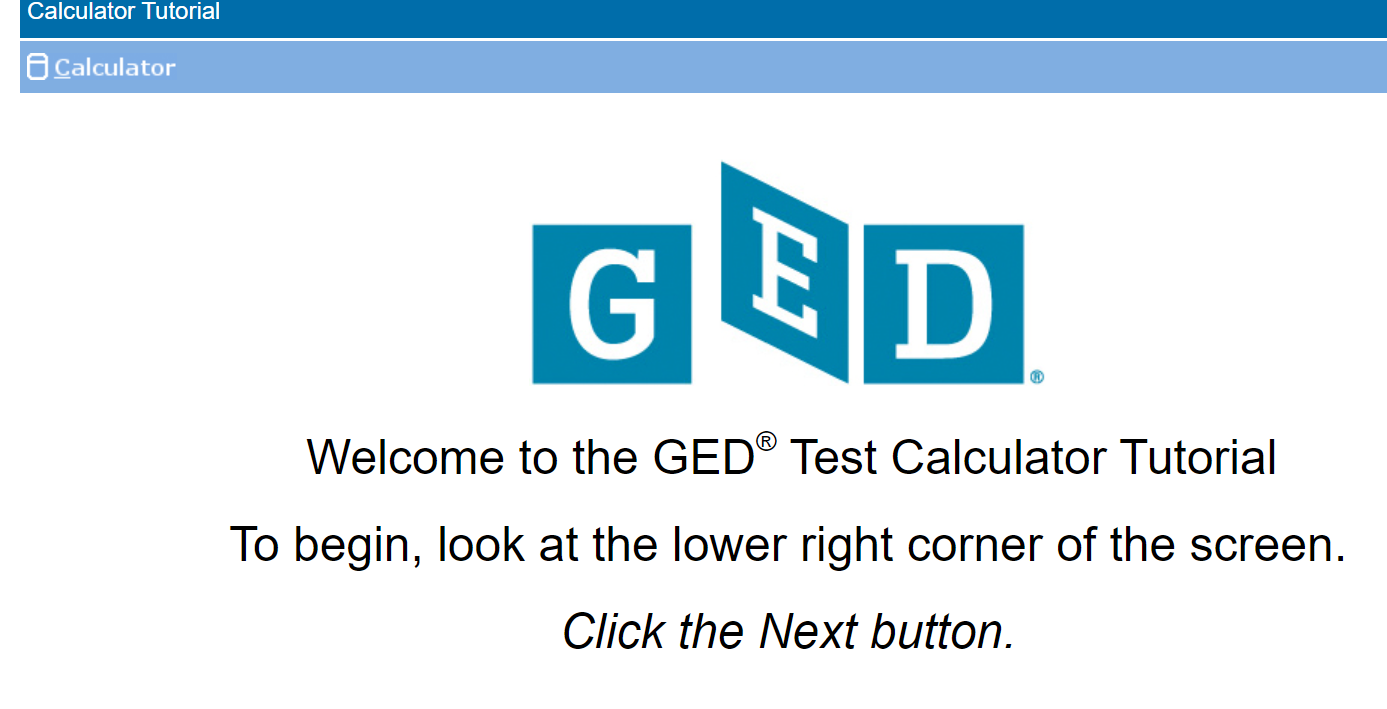 Calculator Tutorial
Calculator
GED®
Welcome to the GED® Test Calculator Tutorial
To begin, look at the lower right corner of the screen.
Click the Next button.